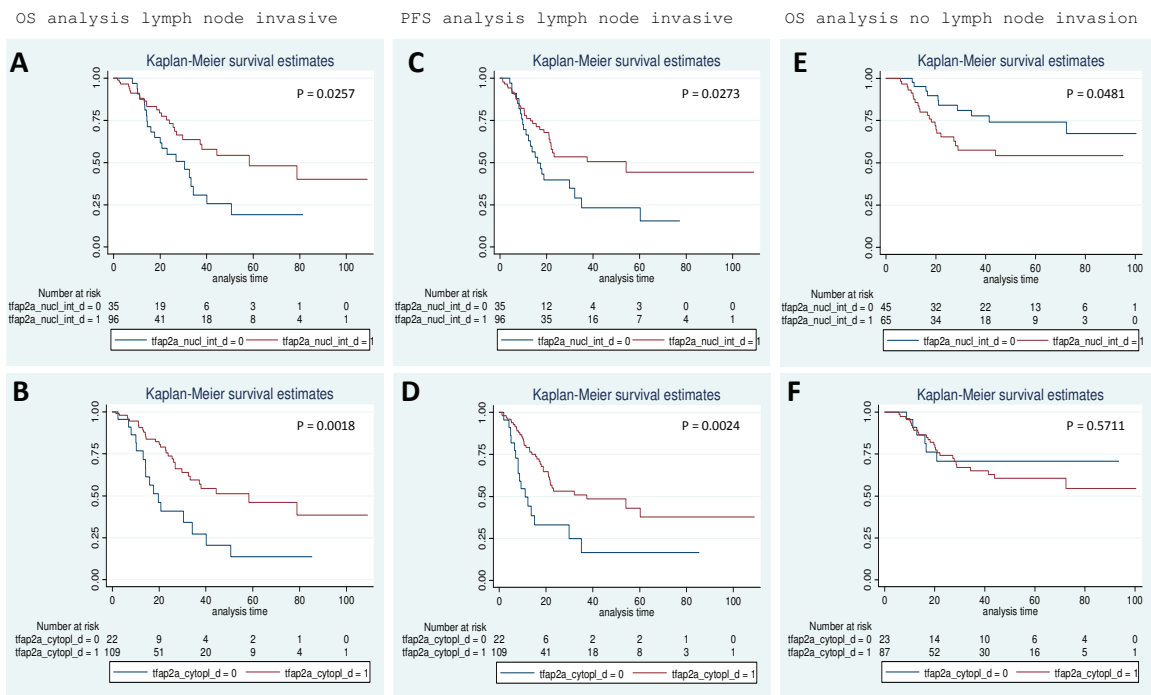 OS analysis lymph node invasive
PFS analysis lymph node invasive
OS analysis no lymph node invasion
A
Kaplan-Meier survival estimates
P = 0.0257
1.00
0.75
0.50
0.25
0.00
0 20 40 60 80 100
analysis time
Number at risk
tfap2a_nucl_int_d = 0 35 19 6 3 1 0
tfap2a_nucl_int_d = 1 96 41 18 8 4 1
tfap2a_nucl_int_d = 0 tfap2a_nucl_int_d = 1
C
Kaplan-Meier survival estimates
P = 0.0273
1.00
0.75
0.50
0.25
0.00
0 20 40 60 80 100
analysis time
Number at risk
tfap2a_nucl_int_d = 0 35 12 4 3 0 0
tfap2a_nucl_int_d = 1 96 35 16 7 4 1
tfap2a_nucl_int_d = 0 tfap2a_nucl_int_d = 1
E
Kaplan-Meier survival estimates
P = 0.0481
1.00
0.75
0.50
0.25
0.00
0 20 40 60 80 100
analysis time
Number at risk
tfap2a_nucl_int_d = 0 45 32 22 13 6 1
tfap2a_nucl_int_d = 1 65 34 18 9 3 0
tfap2a_nucl_int_d = 0 tfap2a_nucl_int_d = 1
B
Kaplan-Meier survival estimates
P = 0.0018
1.00
0.75
0.50
0.25
0.00
0 20 40 60 80 100
analysis time
Number at risk
tfap2a_cytopl_d = 0 22 9 4 2 1 0
tfap2a_cytopl_d = 1 109 51 20 9 4 1
tfap2a_cytopl_d = 0 tfap2a_cytopl_d = 1
D
Kaplan-Meier survival estimates
P = 0.0024
1.00
0.75
0.50
0.25
0.00
0 20 40 60 80 100
analysis time
Number at risk
tfap2a_cytopl_d = 0 22 6 2 2 1 0
tfap2a_cytopl_d = 1 109 41 18 8 3 1
tfap2a_cytopl_d = 0 tfap2a_cytopl_d = 1
F
Kaplan-Meier survival estimates
P = 0.5711
1.00
0.75
0.50
0.25
0.00
0 20 40 60 80 100
analysis time
Number at risk
tfap2a_cytopl_d = 0 23 14 10 6 4 0
tfap2a_cytopl_d = 1 87 52 30 16 5 1
tfap2a_cytopl_d = 0 tfap2a_cytopl_d = 1